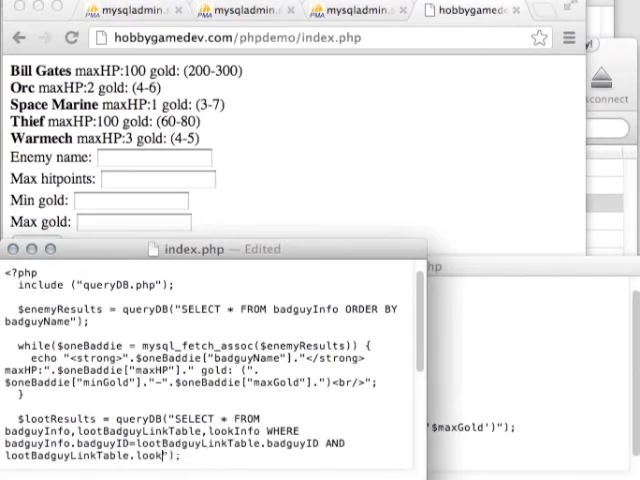 mysqladmin.
mysqladmin.
mysqladmin.
hobbygamed
hobbygamedev.com/phpdemo/index.php
Bill Gates maxHP:100 gold: (200-300)
Orc maxHP:2 gold: (4-6)
Space Marine maxHP:1 gold: (3-7)
Thief maxHP:100 gold: (60-80)
Warmech maxHP:3 gold: (4-5)
Enemy name:
Max hitpoints:
Min gold:
Max gold:
y!
sconnect
index.php — Edited
hp
<?php
include ("queryDB.php");
$enemyResults = queryDB("SELECT * FROM badguyInfo ORDER BY
badguyName");
while($oneBaddie = mysql_fetch_assoc($enemyResults)) {
echo "<strong>".$oneBaddie["badguyName"]."</strong>
maxHP:".$oneBaddie["maxHP"]." gold: (".
$oneBaddie["minGold"]."-".$oneBaddie["maxGold"].")<br/>";
}
$lootResults = queryDB("SELECT * FROM
badguyInfo,lootBadguyLinkTable,lookInfo WHERE
badguyInfo.badguyID=lootBadguyLinkTable.badguyID AND
lootBadguyLinkTable.look");
'$maxGold')");